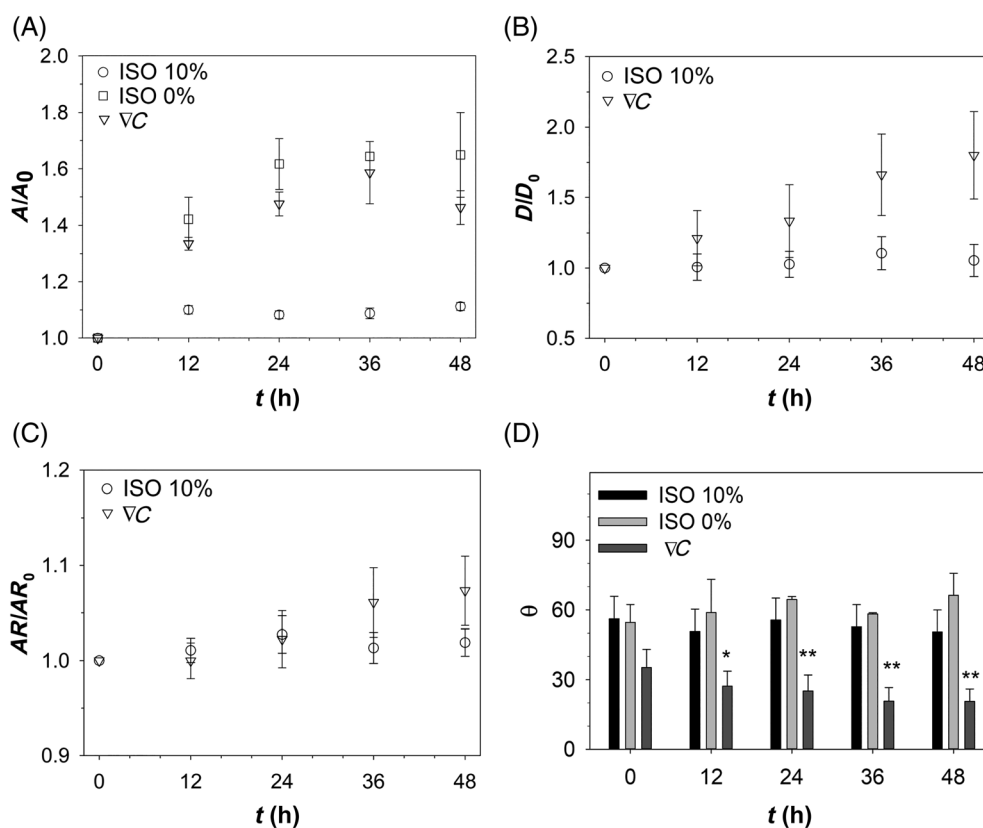 (A)
2.0
1.8
1.6
1.4
1.2
1.0
A/A0
ISO 10%
ISO 0%
∇C
0 12 24 36 48
t (h)
(B)
2.5
2.0
1.5
1.0
0.5
D/D0
ISO 10%
∇C
0 12 24 36 48
t (h)
(C)
1.2
1.1
1.0
0.9
AR/AR0
ISO 10%
∇C
0 12 24 36 48
t (h)
(D)
90
60
30
0
θ
ISO 10%
ISO 0%
∇C
* ** ** **
0 12 24 36 48
t (h)